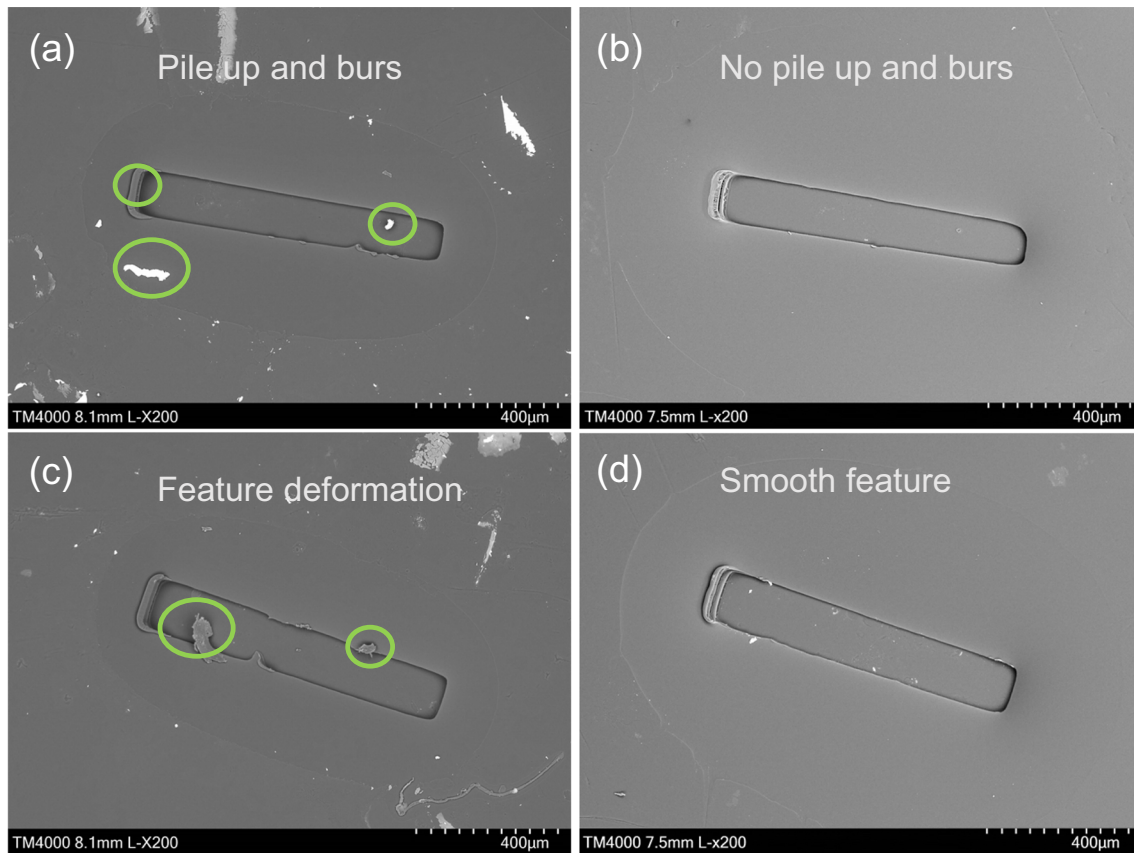 (a)
Pile up and burs
TM4000 8.1mm L-X200
400µm
(b)
No pile up and burs
TM4000 7.5mm L-x200
400µm
(c)
Feature deformation
TM4000 8.1mm L-X200
400µm
(d)
Smooth feature
TM4000 7.5mm L-x200
400µm